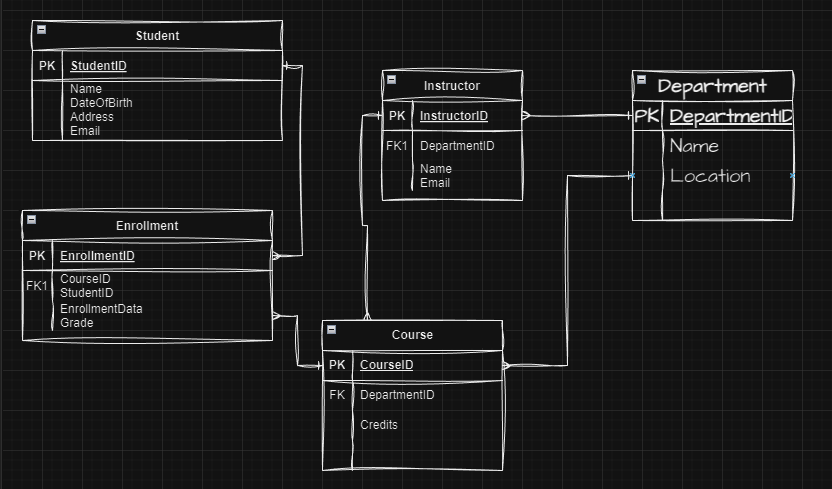 Student
PK StudentID
Name
DateOfBirth
Address
Email
Instructor
PK InstructorID
FK1 DepartmentID
Name
Email
Department
PK DepartmentID
Name
Location
Enrollment
PK EnrollmentID
FK1 CourseID
StudentID
EnrollmentData
Grade
Course
PK CourseID
FK DepartmentID
Credits